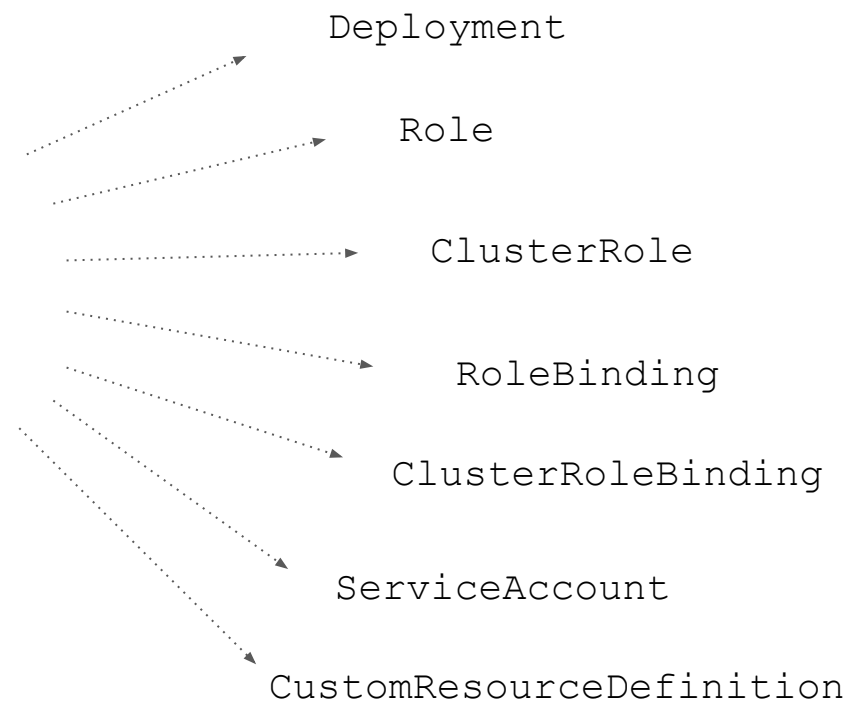 Deployment
Role
ClusterRole
RoleBinding
ClusterRoleBinding
ServiceAccount
CustomResourceDefinition